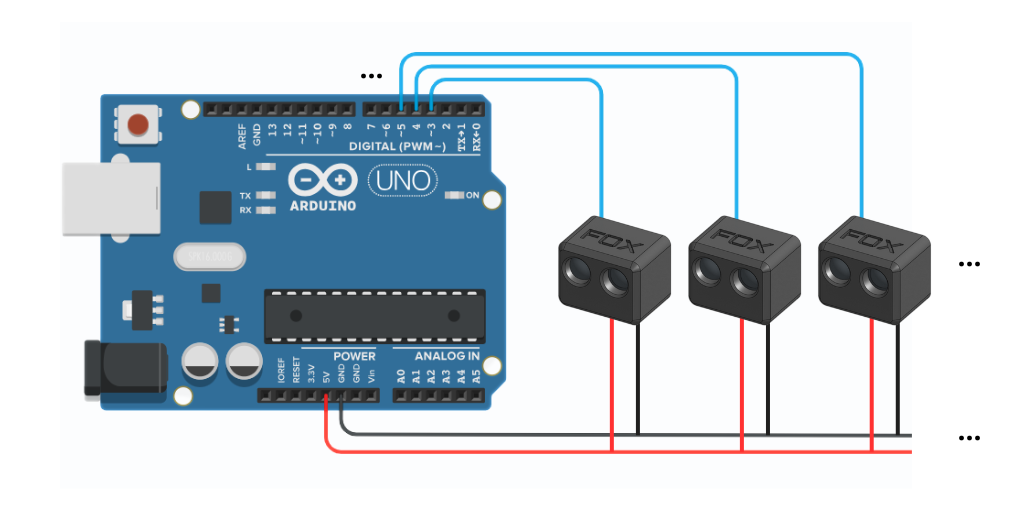 ...
AREF
GND
13
12
~11
~10
~9
8
7
~6
~5
4
~3
2
TX→1
RX←0
DIGITAL (PWM~)
L
TX
RX
UNO
ON
ARDUINO
FOX
FOX
FOX
...
POWER
ANALOG IN
IOREF
RESET
3.3V
5V
GND
GND
Vin
A0
A1
A2
A3
A4
A5
...